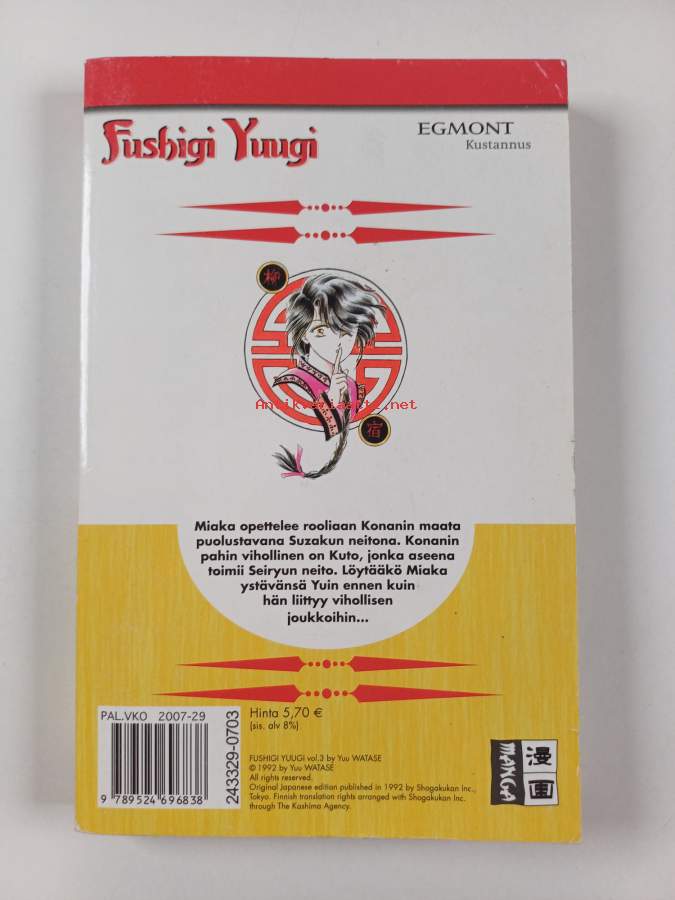 Fushigi Yuugi
EGMONT
Kustannus
柳
Antikvariaatit.net
宿
Miaka opettelee rooliaan Konanin maata
puolustavana Suzakun neitona. Konanin
pahin vihollinen on Kuto, jonka aseena
toimii Seiryun neito. Löytääkö Miaka
ystävänsä Yuin ennen kuin
hän liittyy vihollisen
joukkoihin...
PAL.VKO 2007-29
9 789524 696838
243329-0703
Hinta 5,70 €
(sis. alv 8%)
FUSHIGI YUUGI vol.3 by Yuu WATASE
© 1992 by Yuu WATASE
All rights reserved.
Original Japanese edition published in 1992 by Shogakukan Inc.,
Tokyo. Finnish translation rights arranged with Shogakukan Inc.
through The Kashima Agency.
MANGA
漫画